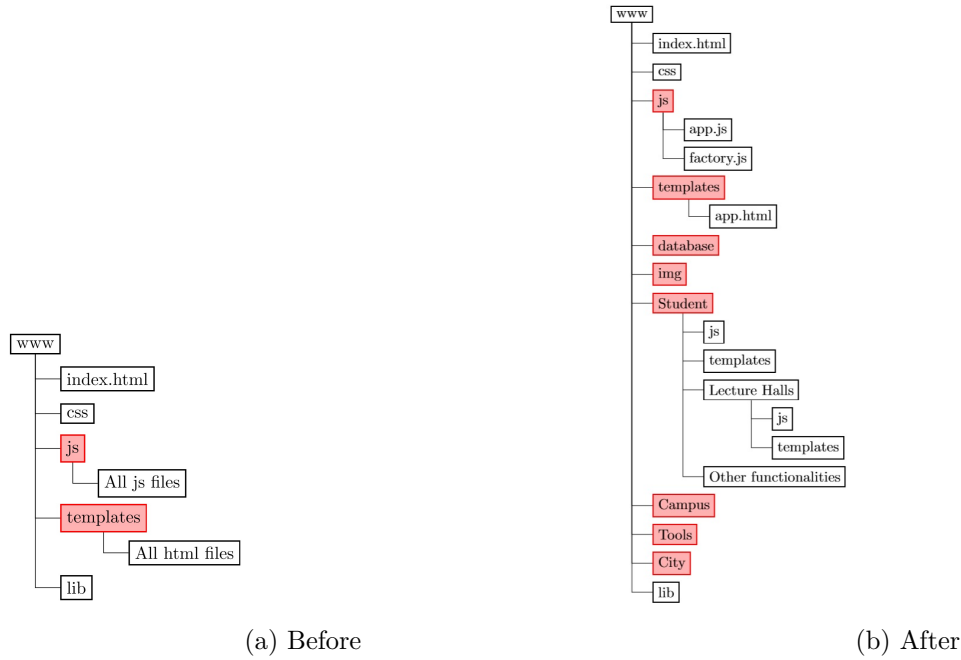 www
index.html
css
js
All js files
templates
All html files
lib
(a) Before
www
index.html
css
js
app.js
factory.js
templates
app.html
database
img
Student
js
templates
Lecture Halls
js
templates
Other functionalities
Campus
Tools
City
lib
(b) After